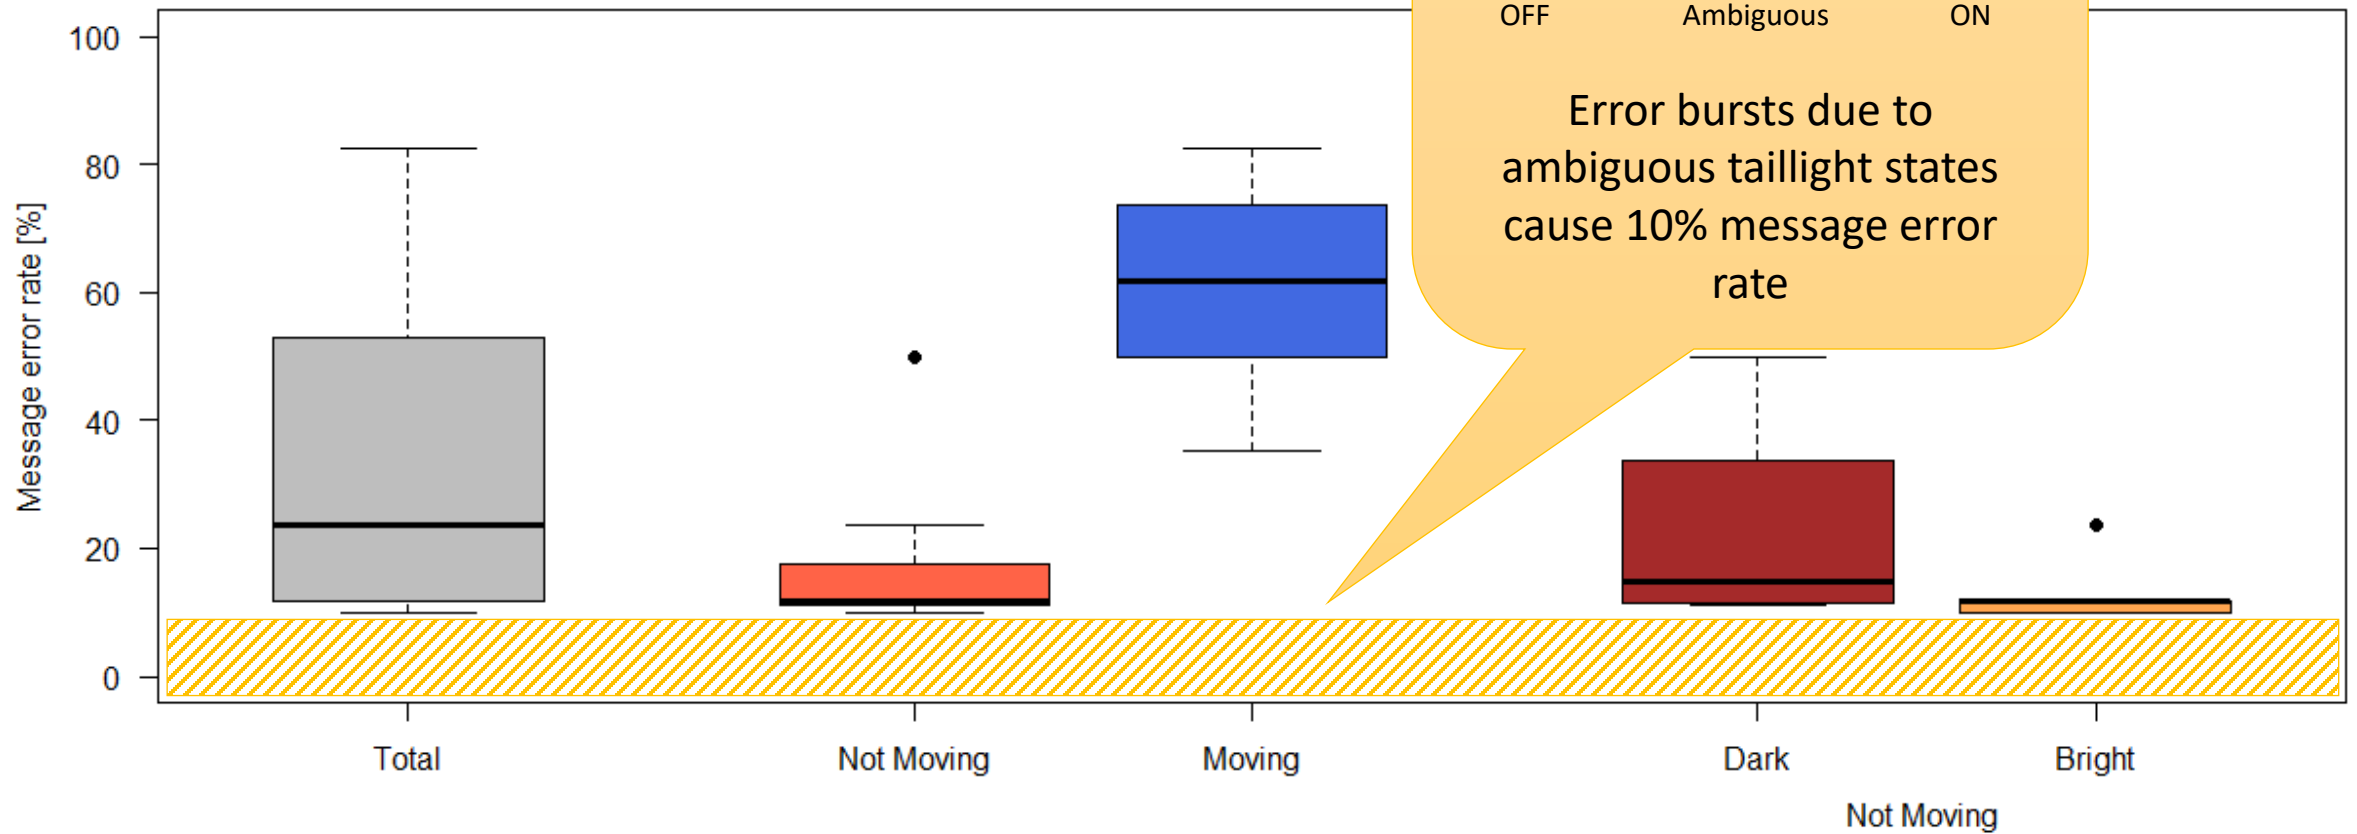 OFF Ambiguous ON
Error bursts due to
ambiguous taillight states
cause 10% message error
rate
Message error rate [%]
100
80
60
40
20
0
Total Not Moving Moving Dark Bright
Not Moving